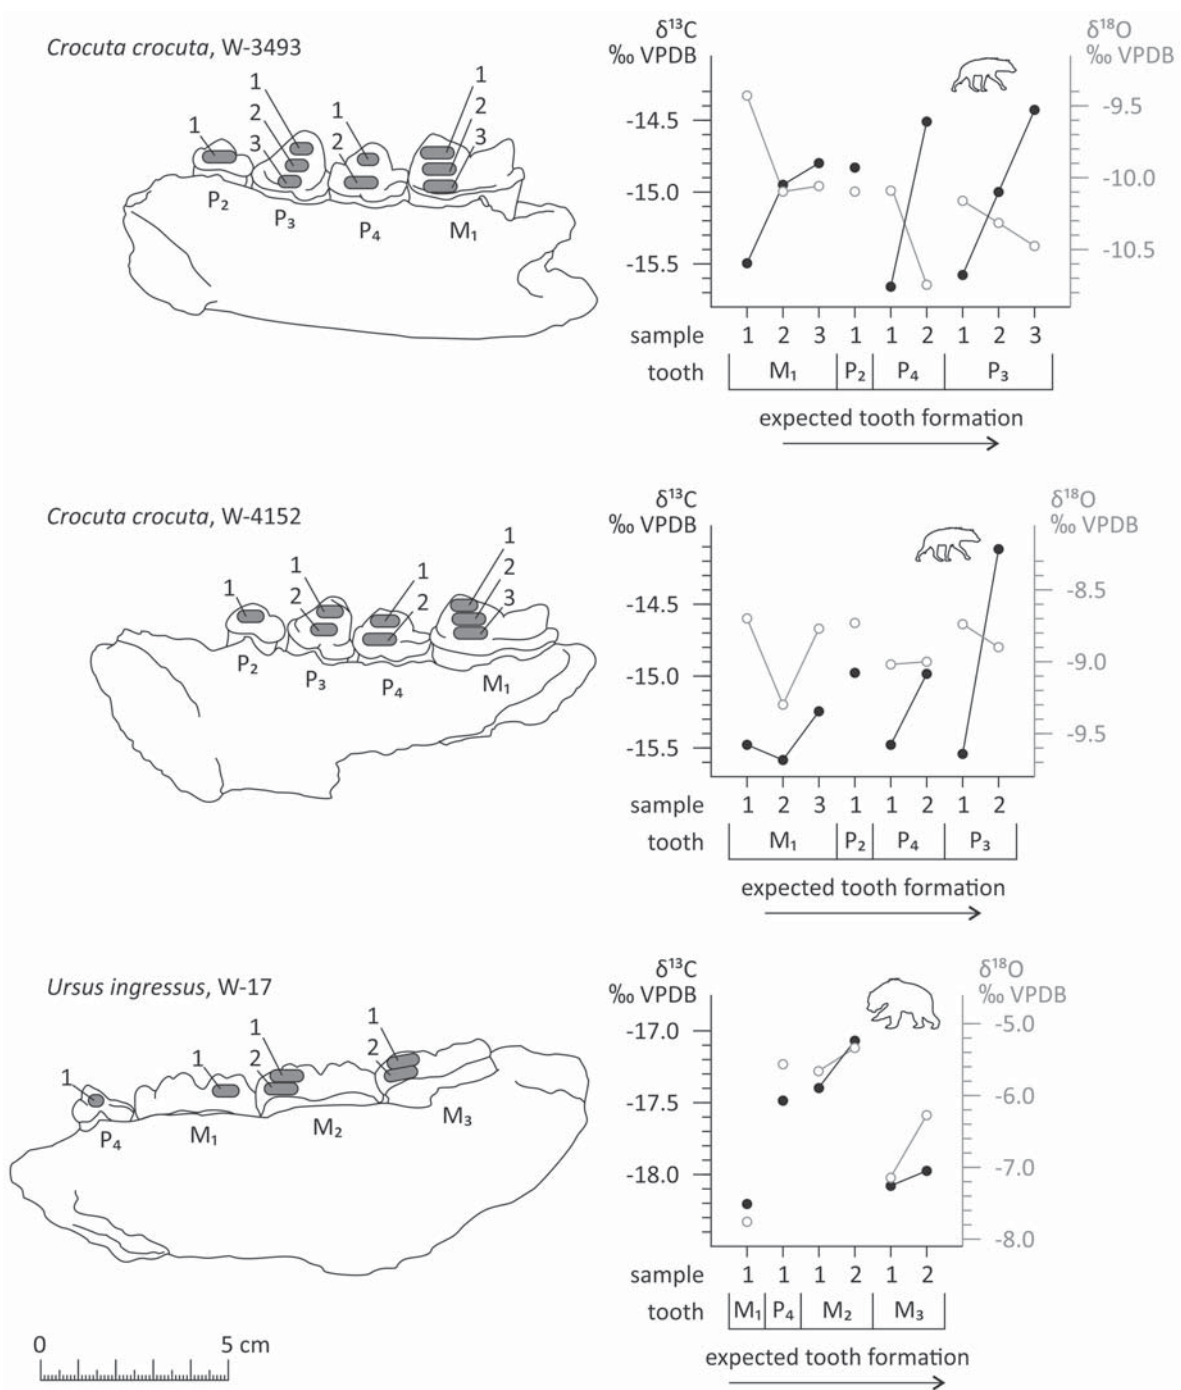 Crocuta crocuta, W-3493
1
1
2
3
1
2
1
2
3
P₂
P₃
P₄
M₁
δ¹³C
‰ VPDB
δ¹⁸O
‰ VPDB
-14.5
-15.0
-15.5
-9.5
-10.0
-10.5
sample 1 2 3 1 1 2 1 2 3
tooth M₁ P₂ P₄ P₃
expected tooth formation
Crocuta crocuta, W-4152
1
1
2
1
2
1
2
3
P₂
P₃
P₄
M₁
δ¹³C
‰ VPDB
δ¹⁸O
‰ VPDB
-14.5
-15.0
-15.5
-8.5
-9.0
-9.5
sample 1 2 3 1 1 2 1 2
tooth M₁ P₂ P₄ P₃
expected tooth formation
Ursus ingressus, W-17
1
1
1
2
1
2
P₄
M₁
M₂
M₃
δ¹³C
‰ VPDB
δ¹⁸O
‰ VPDB
-17.0
-17.5
-18.0
-5.0
-6.0
-7.0
-8.0
sample 1 1 1 2 1 2
tooth M₁ P₄ M₂ M₃
expected tooth formation
0 5 cm